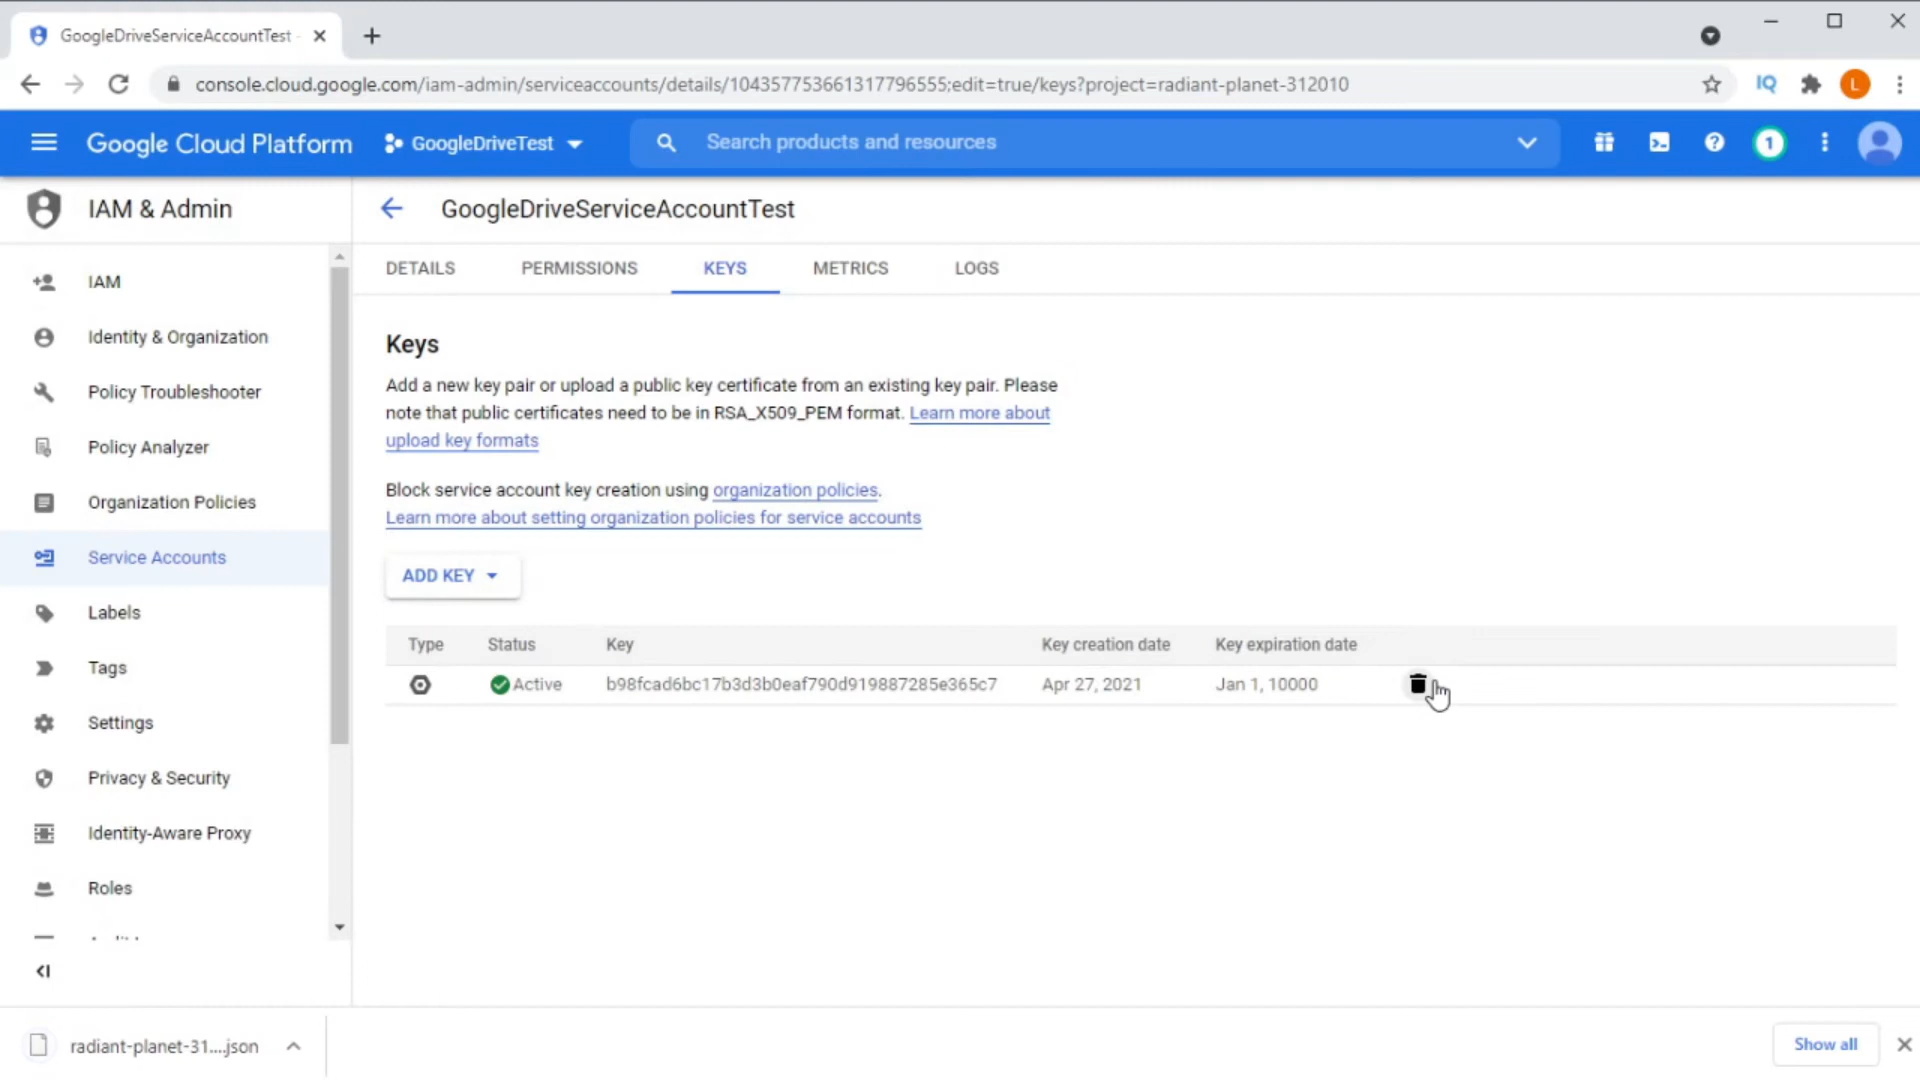 GoogleDriveServiceAccountTest -
console.cloud.google.com/iam-admin/serviceaccounts/details/104357753661317796555;edit=true/keys?project=radiant-planet-312010
IQ
L
Google Cloud Platform
GoogleDriveTest
Search products and resources
1
IAM & Admin
GoogleDriveServiceAccountTest
DETAILS
PERMISSIONS
KEYS
METRICS
LOGS
IAM
Identity & Organization
Policy Troubleshooter
Policy Analyzer
Organization Policies
Service Accounts
Labels
Tags
Settings
Privacy & Security
Identity-Aware Proxy
Roles
Keys
Add a new key pair or upload a public key certificate from an existing key pair. Please
note that public certificates need to be in RSA_X509_PEM format. Learn more about
upload key formats
Block service account key creation using organization policies.
Learn more about setting organization policies for service accounts
ADD KEY
Type Status Key Key creation date Key expiration date
Active b98fcad6bc17b3d3b0eaf790d919887285e365c7 Apr 27, 2021 Jan 1, 10000
radiant-planet-31....json
Show all